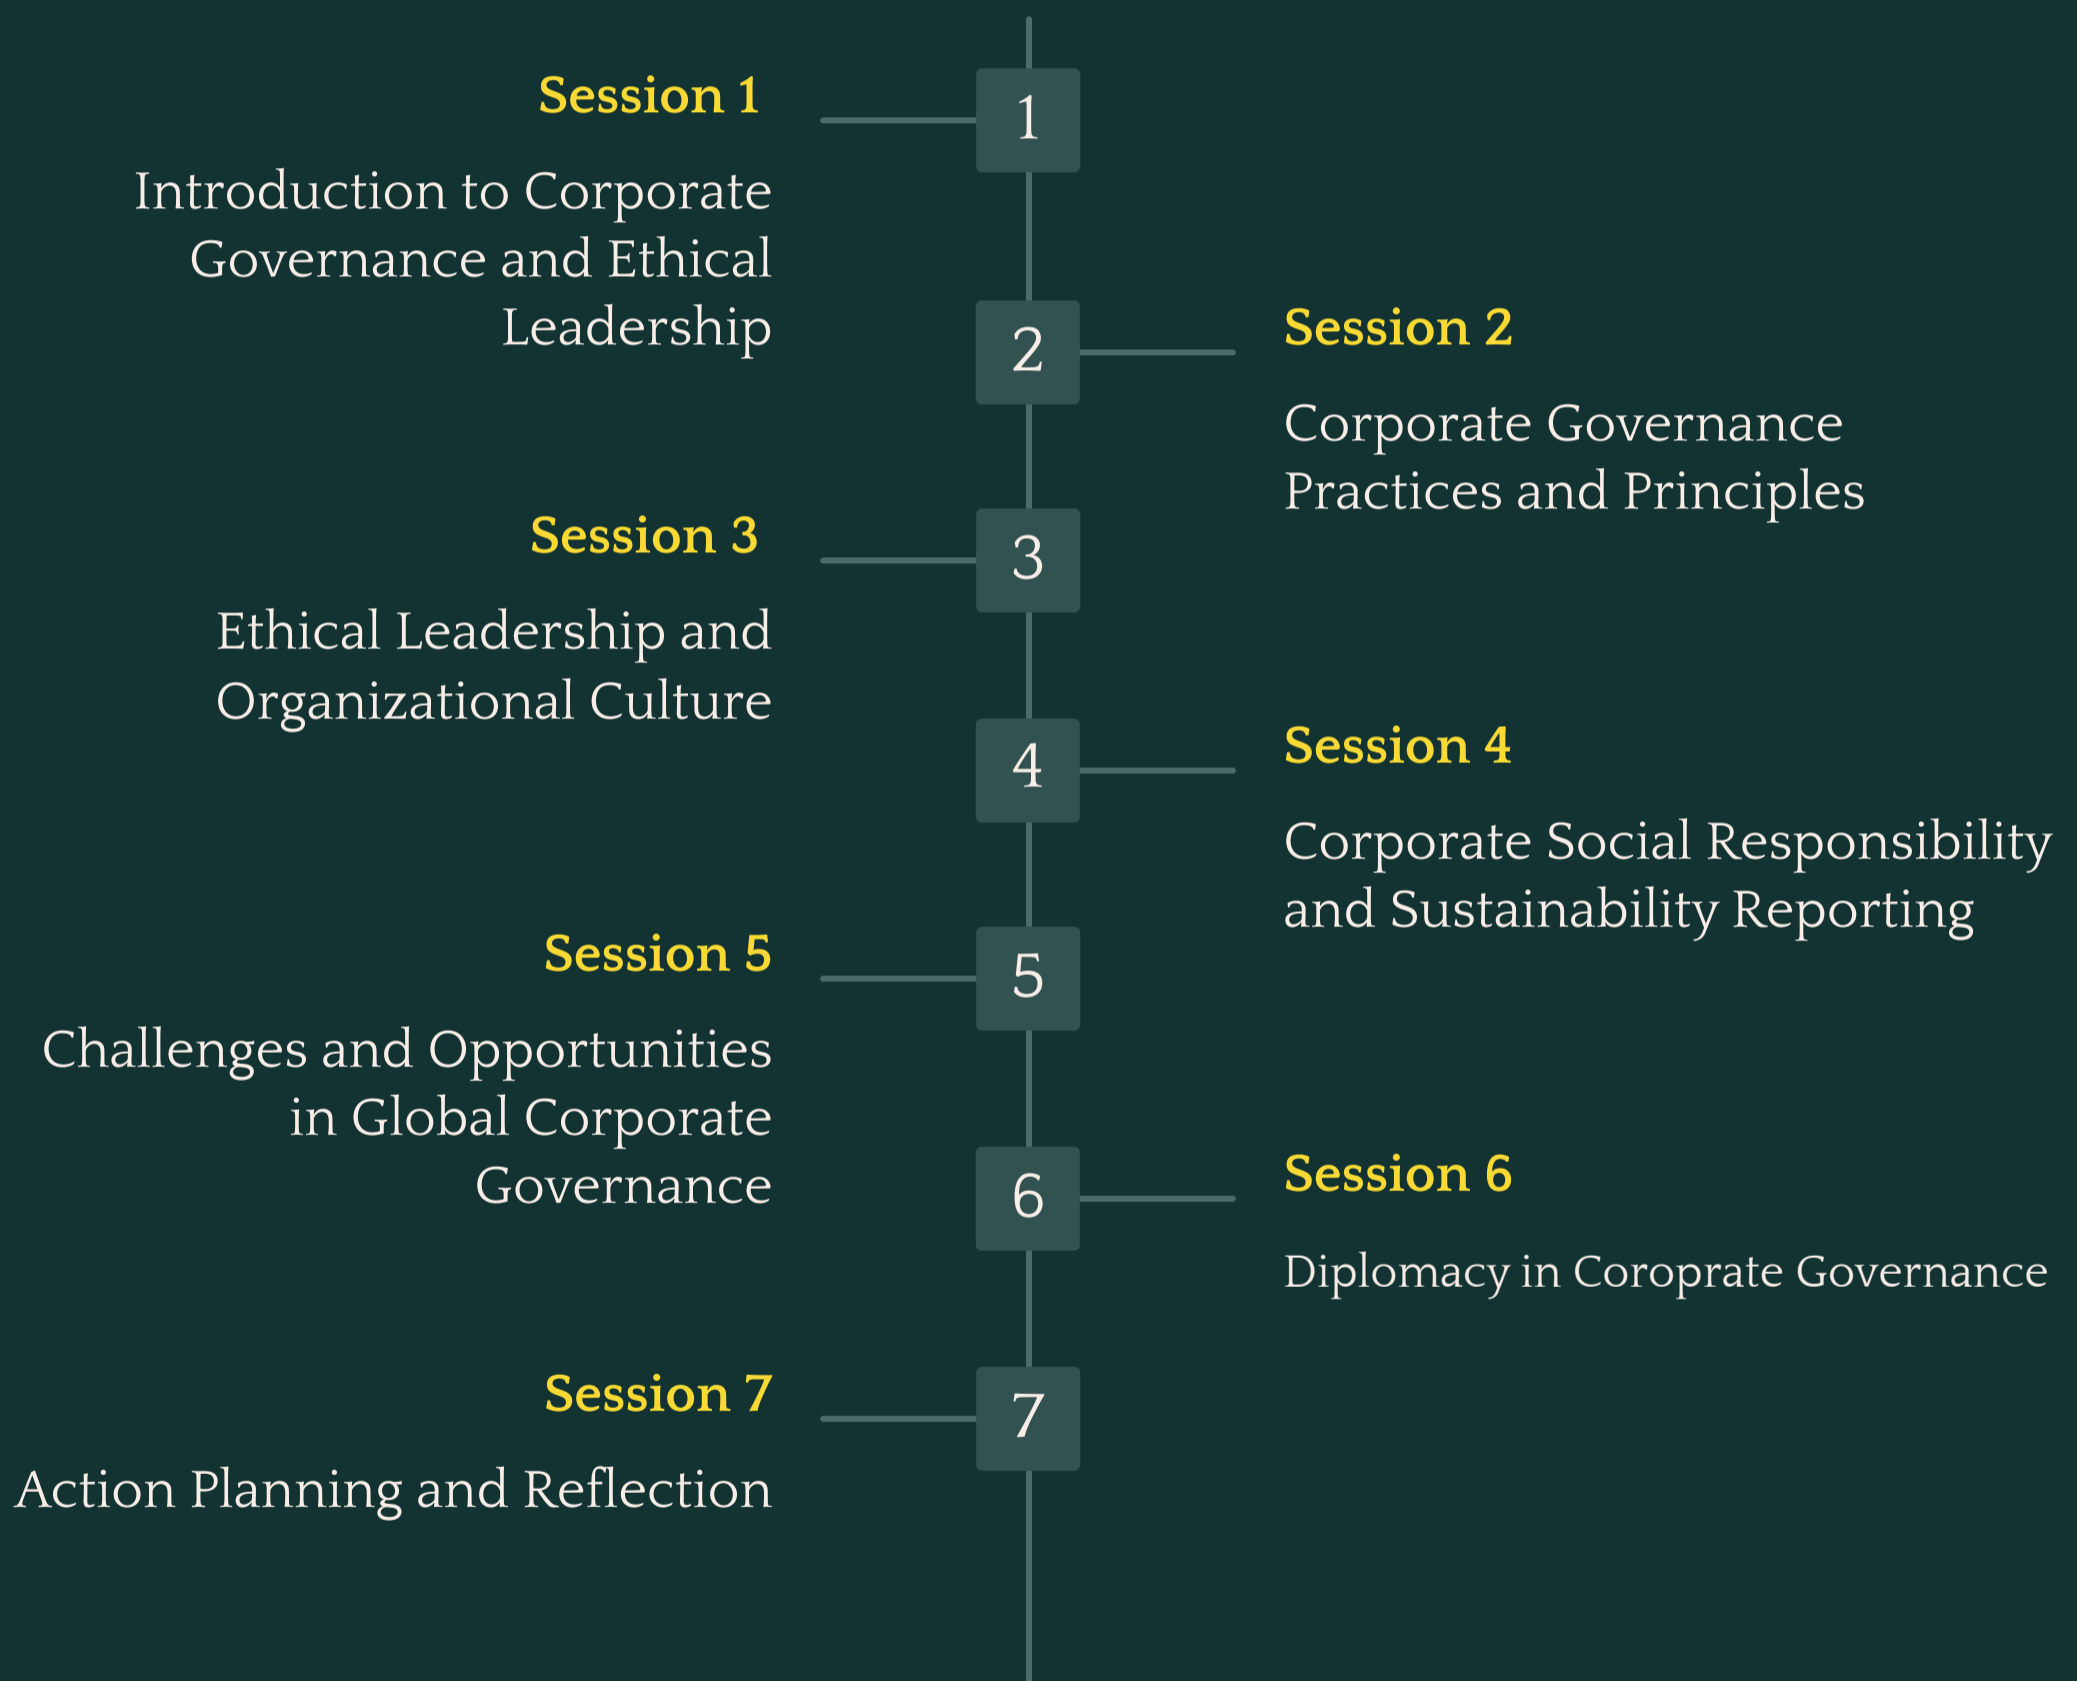 Session 1
1
Introduction to Corporate
Governance and Ethical
Leadership
Session 2
2
Corporate Governance
Practices and Principles
Session 3
3
Ethical Leadership and
Organizational Culture
Session 4
4
Corporate Social Responsibility
and Sustainability Reporting
Session 5
5
Challenges and Opportunities
in Global Corporate
Governance
Session 6
6
Diplomacy in Coroprate Governance
Session 7
7
Action Planning and Reflection